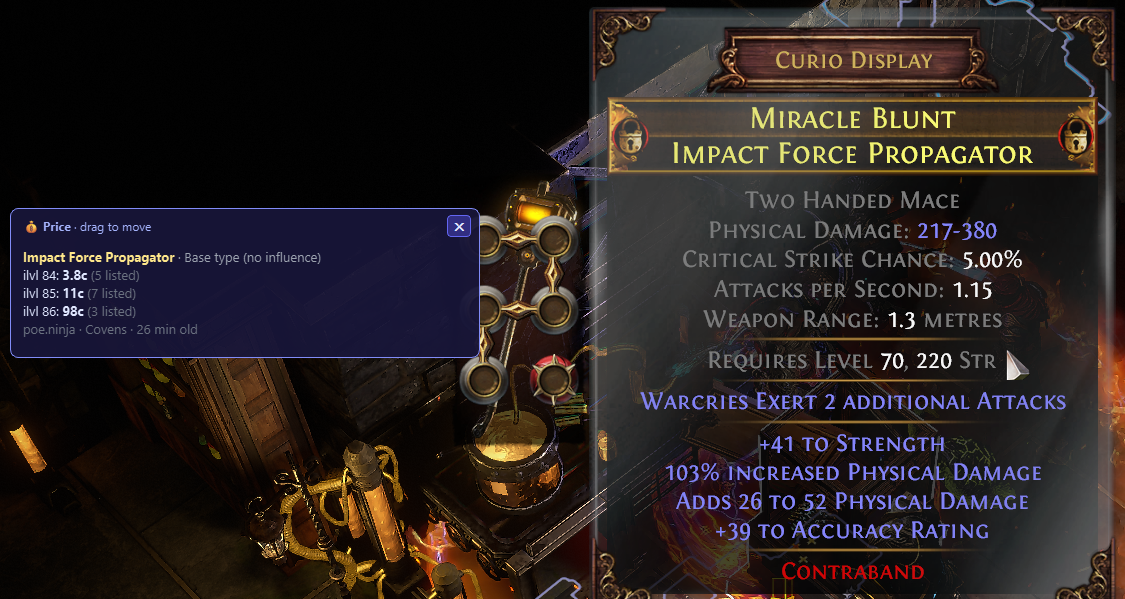 Price · drag to move
Impact Force Propagator · Base type (no influence)
ilvl 84: 3.8c (5 listed)
ilvl 85: 11c (7 listed)
ilvl 86: 98c (3 listed)
poe.ninja · Covens · 26 min old
Curio Display
Miracle Blunt
Impact Force Propagator
Two Handed Mace
Physical Damage: 217-380
Critical Strike Chance: 5.00%
Attacks per Second: 1.15
Weapon Range: 1.3 metres
Requires Level 70, 220 Str
Warcries Exert 2 additional Attacks
+41 to Strength
103% increased Physical Damage
Adds 26 to 52 Physical Damage
+39 to Accuracy Rating
Contraband